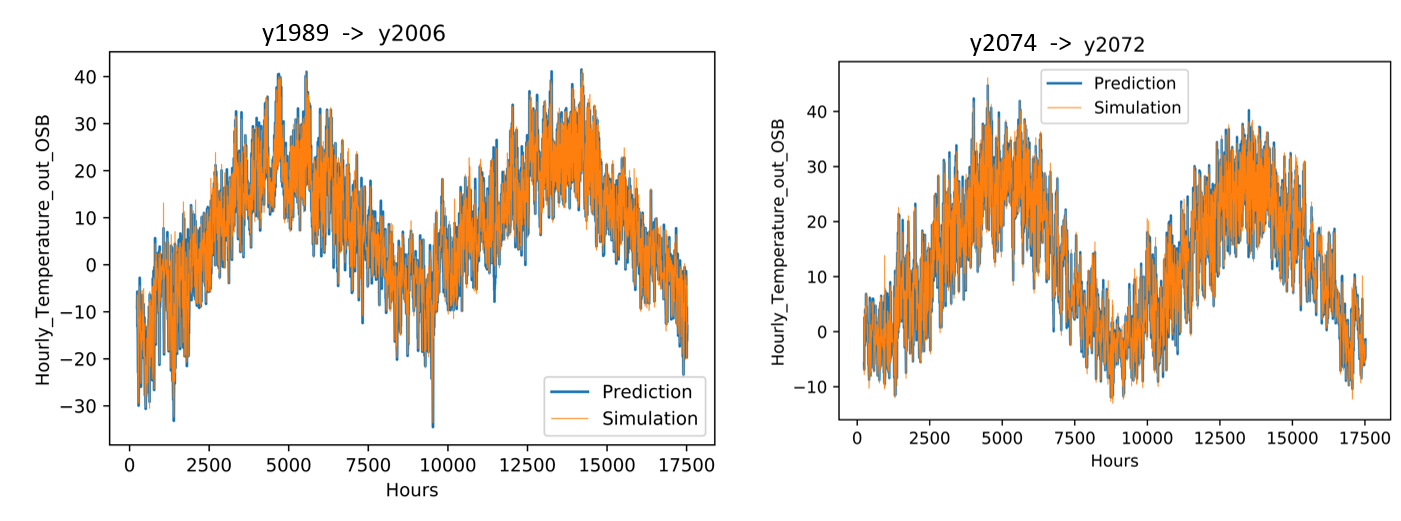 y1989 -> y2006
Hourly_Temperature_out_OSB
40
30
20
10
0
−10
−20
−30
Prediction
Simulation
0 2500 5000 7500 10000 12500 15000 17500
Hours
y2074 -> y2072
Hourly_Temperature_out_OSB
40
30
20
10
0
−10
Prediction
Simulation
0 2500 5000 7500 10000 12500 15000 17500
Hours